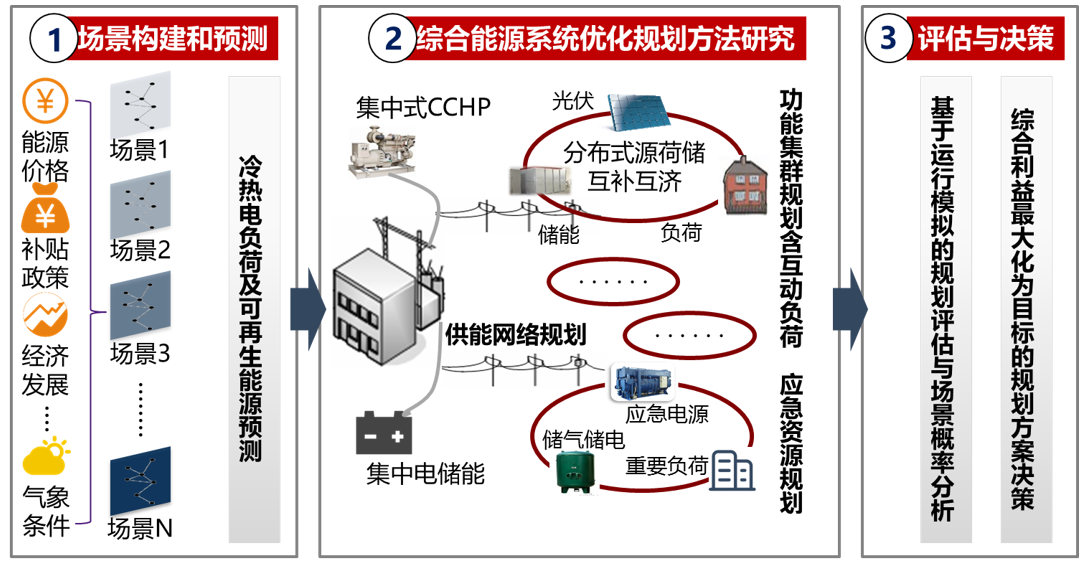 1 场景构建和预测
能源
价格
补贴
政策
经济
发展
······
气象
条件
场景1
场景2
场景3
······
场景N
冷热电负荷及可再生能源预测
2 综合能源系统优化规划方法研究
集中式CCHP
光伏
分布式源荷储
互补互济
储能
负荷
······
······
供能网络规划
集中电储能
应急电源
储气储电
重要负荷
功能集群规划含互动负荷
应急资源规划
3 评估与决策
基于运行模拟的规划评估与场景概率分析
综合利益最大化为目标的规划方案决策